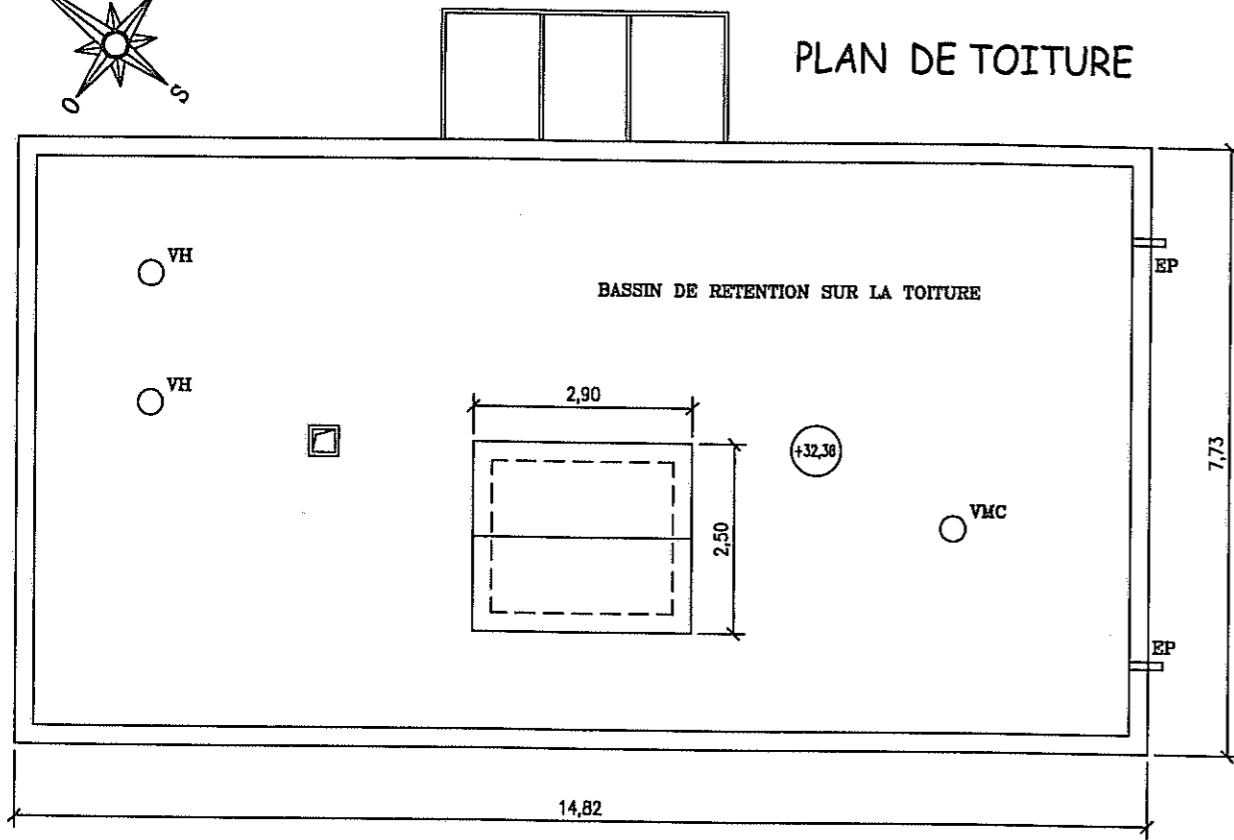 PLAN DE TOITURE
O
S
VH
EP
BASSIN DE RETENTION SUR LA TOITURE
VH
2,90
+32,38
7,73
VMC
2,50
EP
14,82